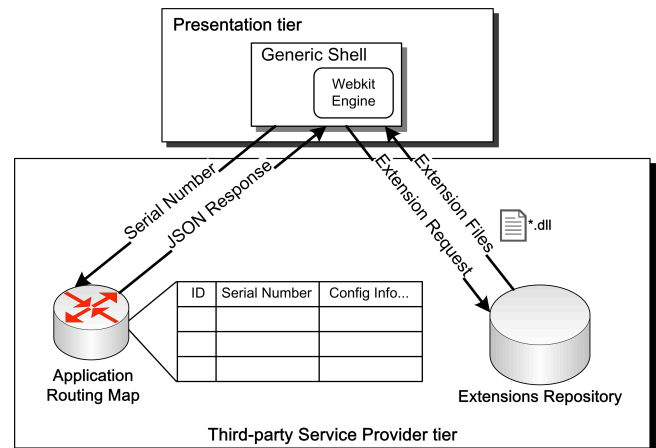 Presentation tier
Generic Shell
Webkit
Engine
Serial Number
JSON Response
Extension Request
Extension Files
*.dll
ID Serial Number Config Info...
Application
Routing Map
Extensions Repository
Third-party Service Provider tier